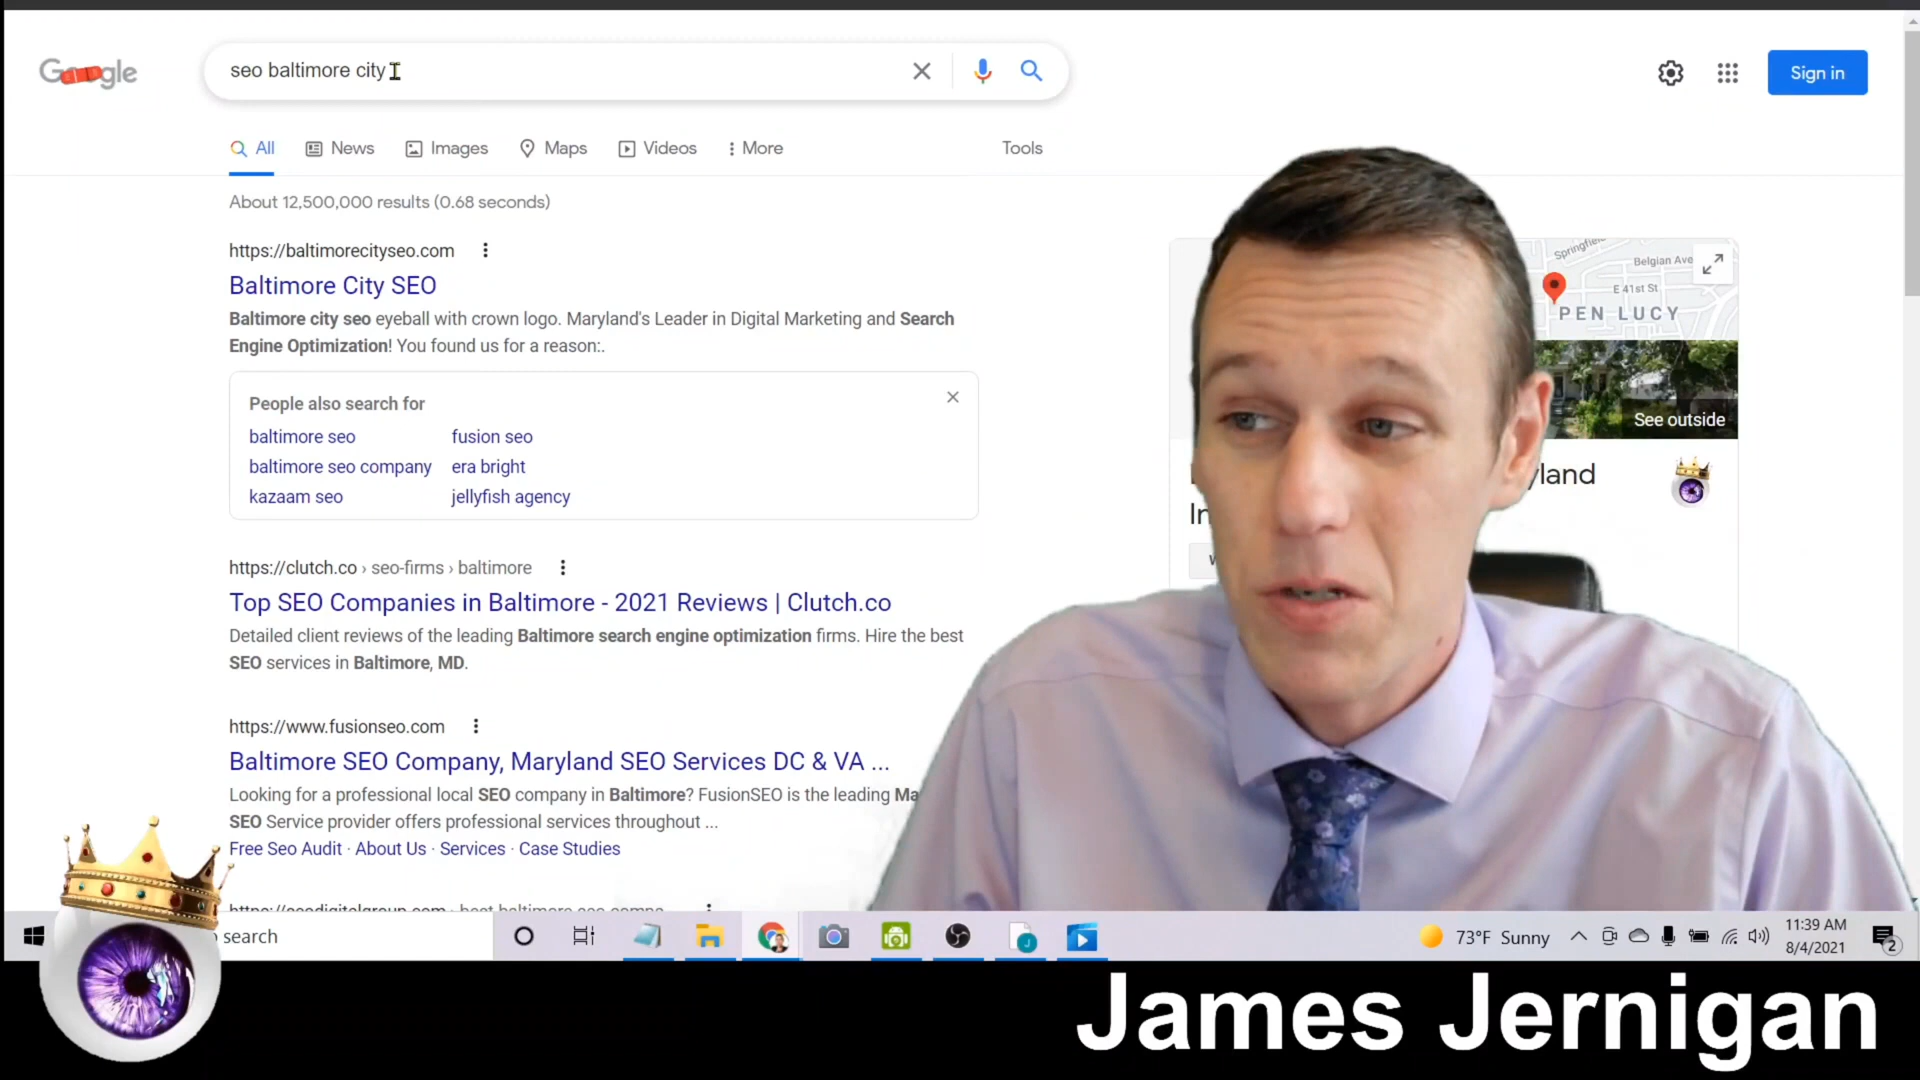 Google
seo baltimore city
Sign in
All
News
Images
Maps
Videos
More
Tools
About 12,500,000 results (0.68 seconds)
https://baltimorecityseo.com
Baltimore City SEO
Baltimore city seo eyeball with crown logo. Maryland's Leader in Digital Marketing and Search
Engine Optimization! You found us for a reason:.
People also search for
baltimore seo
fusion seo
baltimore seo company
era bright
kazaam seo
jellyfish agency
https://clutch.co › seo-firms › baltimore
Top SEO Companies in Baltimore - 2021 Reviews | Clutch.co
Detailed client reviews of the leading Baltimore search engine optimization firms. Hire the best
SEO services in Baltimore, MD.
https://www.fusionseo.com
Baltimore SEO Company, Maryland SEO Services DC & VA ...
Looking for a professional local SEO company in Baltimore? FusionSEO is the leading Ma
SEO Service provider offers professional services throughout ...
Free Seo Audit · About Us · Services · Case Studies
Belgian Ave
E 41st St
PEN LUCY
See outside
yland
In
search
73°F Sunny
11:39 AM
8/4/2021
2
James Jernigan